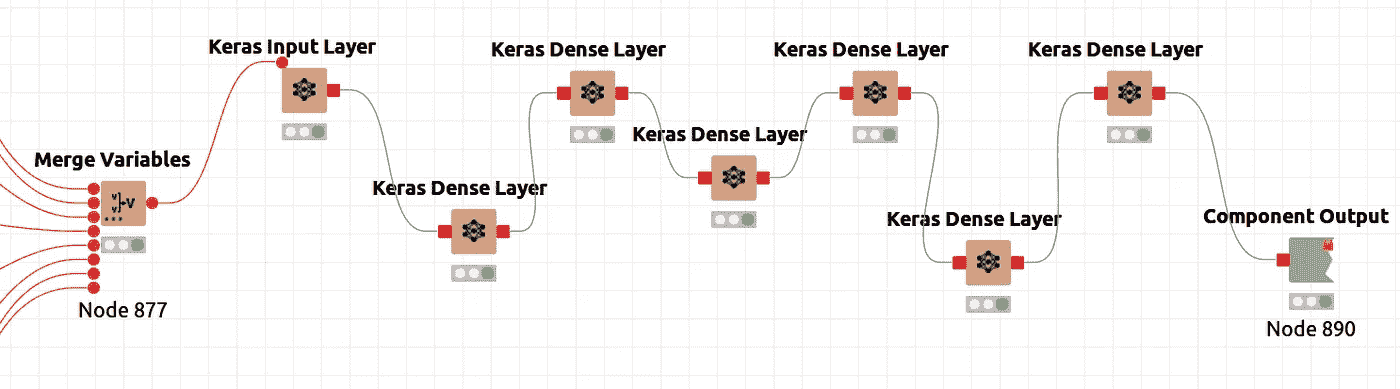 Keras Input Layer
Keras Dense Layer
Keras Dense Layer
Keras Dense Layer
Keras Dense Layer
Merge Variables
Keras Dense Layer
Keras Dense Layer
Component Output
Node 877
Node 890